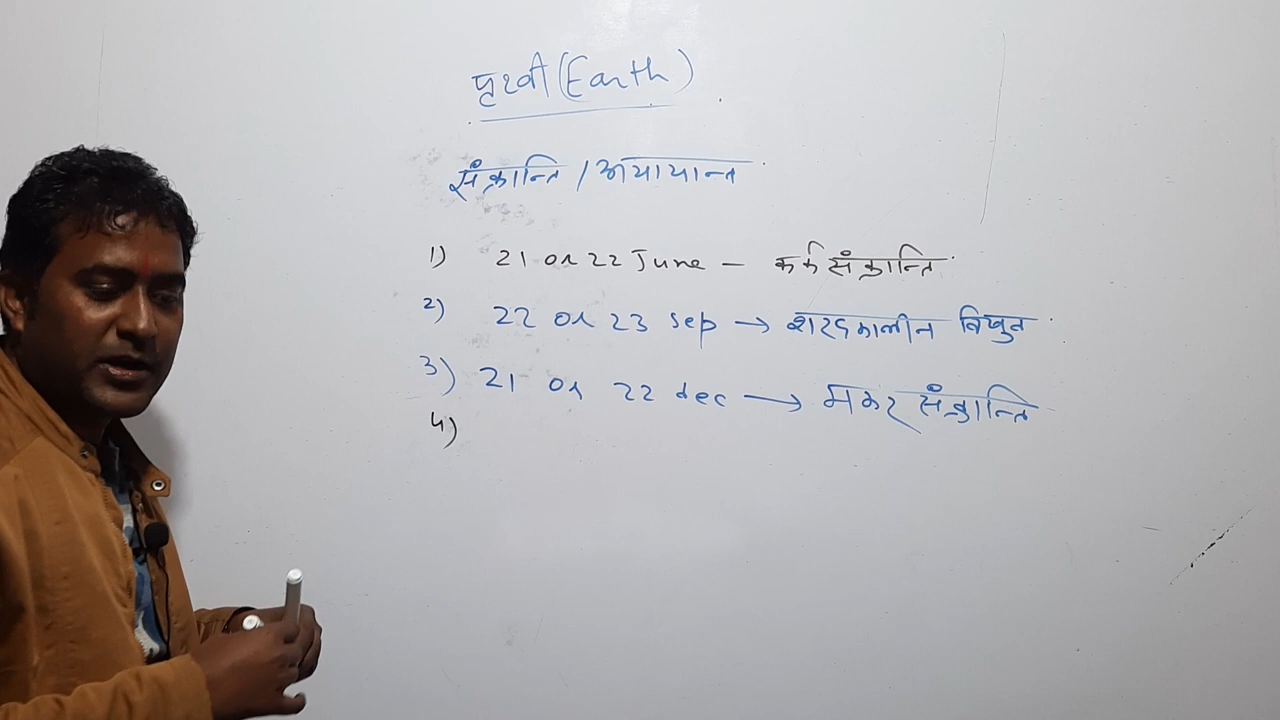 पृथ्वी (Earth)
संक्रान्ति / अयायान्त
1) 21 or 22 June - कर्क संक्रान्ति
2) 22 or 23 sep → शरदकालीन विषुत
3) 21 or 22 dec → मकर संक्रान्ति
4)